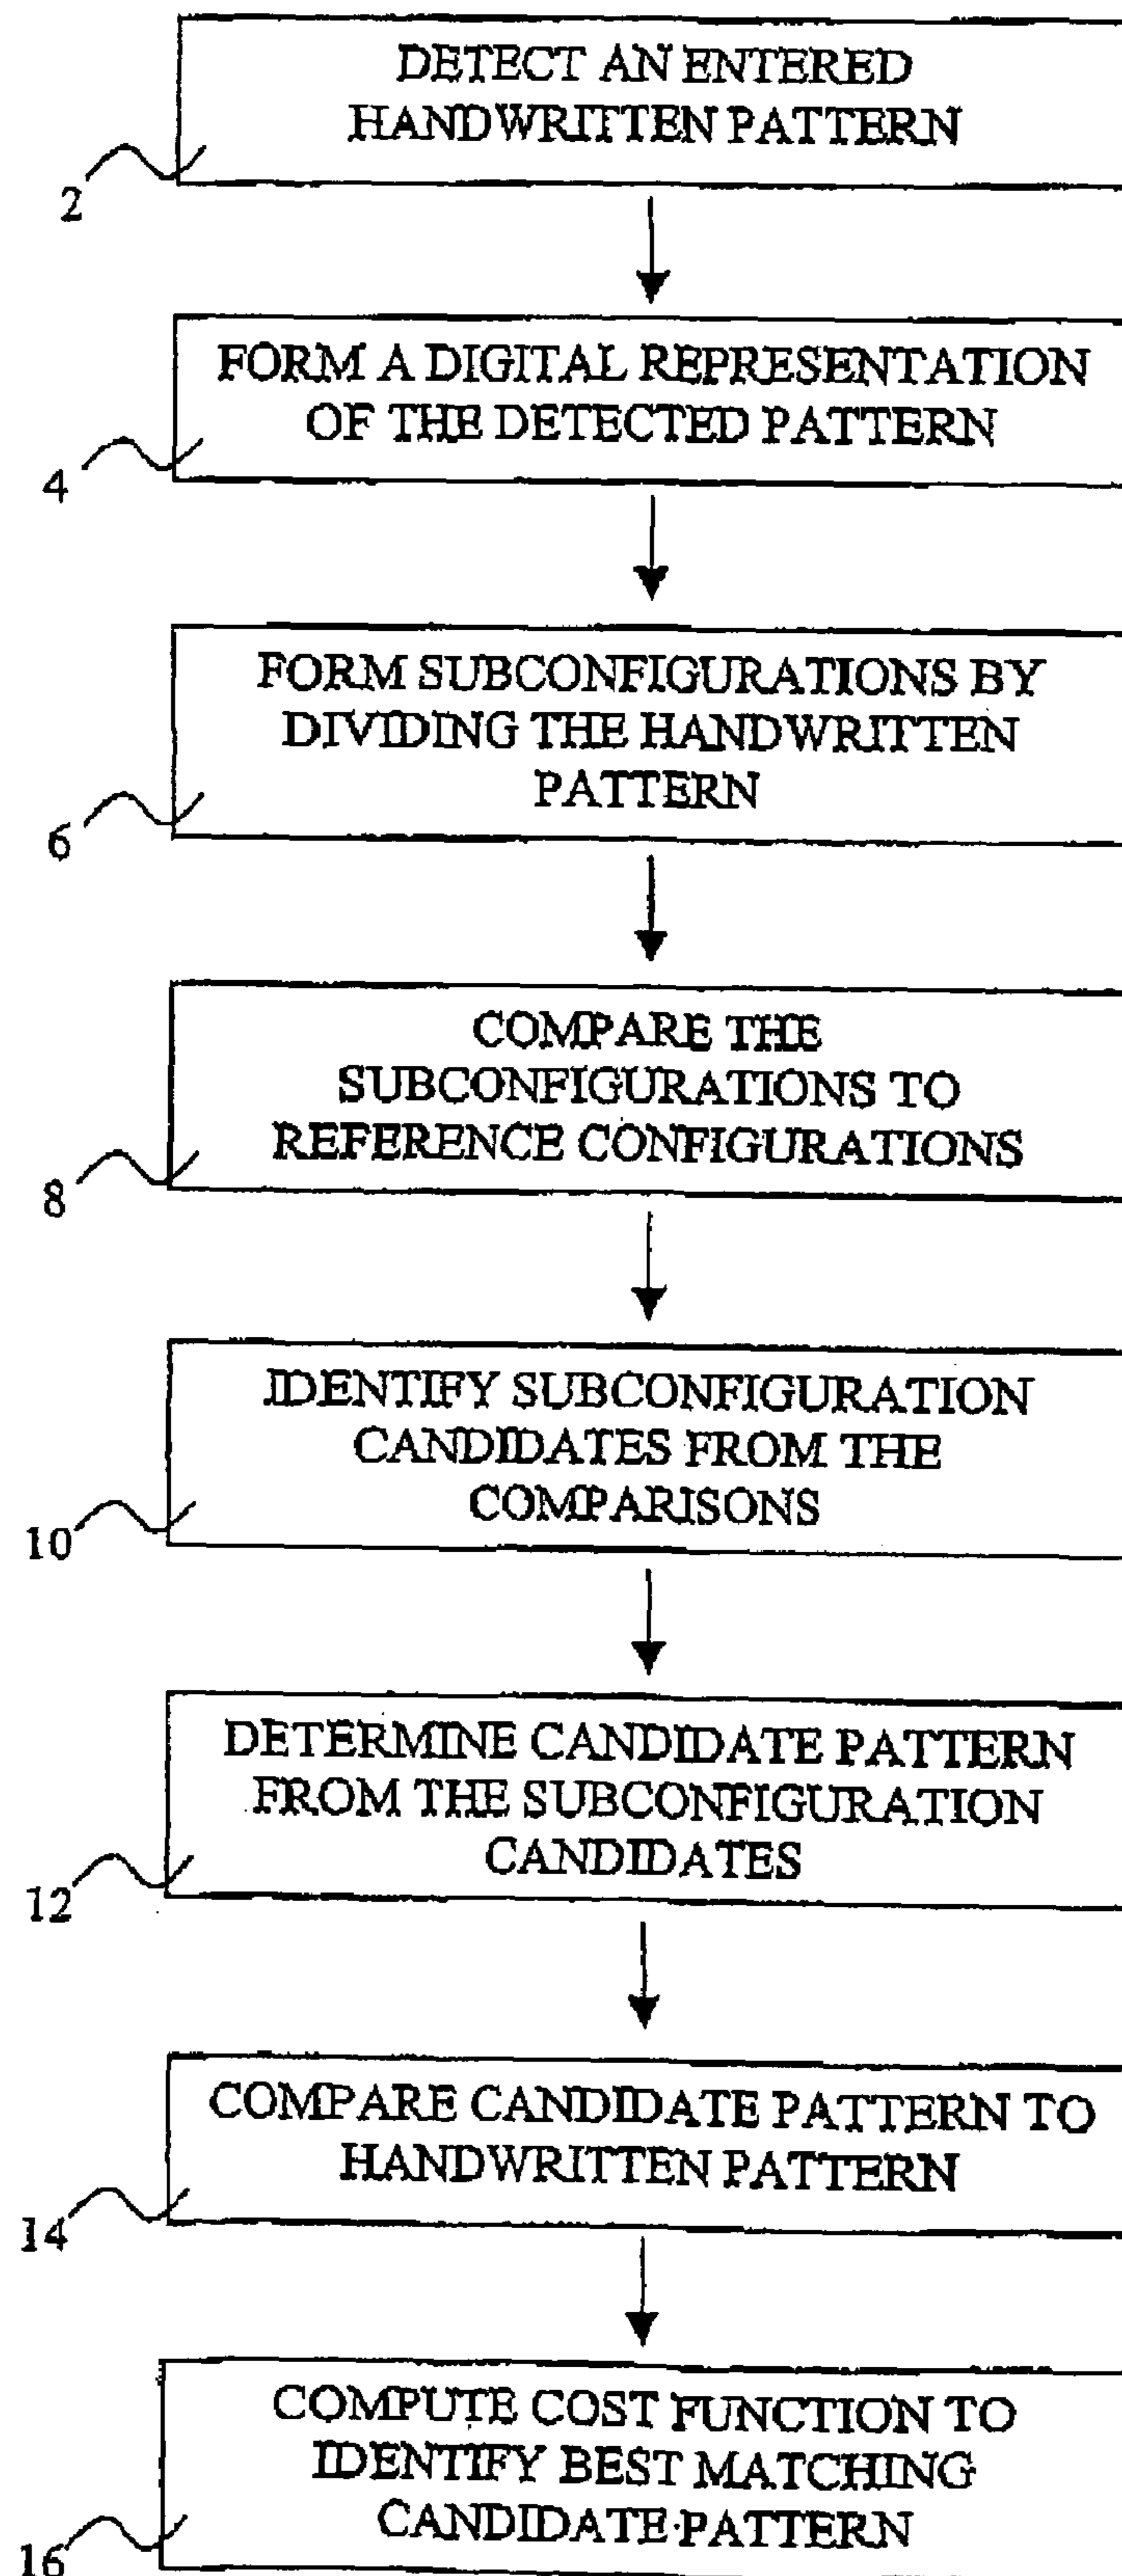 DETECT AN ENTERED
HANDWRITTEN PATTERN
2
FORM A DIGITAL REPRESENTATION
OF THE DETECTED PATTERN
4
FORM SUBCONFIGURATIONS BY
DIVIDING THE HANDWRITTEN
PATTERN
6
COMPARE THE
SUBCONFIGURATIONS TO
REFERENCE CONFIGURATIONS
8
IDENTIFY SUBCONFIGURATION
CANDIDATES FROM THE
COMPARISONS
10
DETERMINE CANDIDATE PATTERN
FROM THE SUBCONFIGURATION
CANDIDATES
12
COMPARE CANDIDATE PATTERN TO
HANDWRITTEN PATTERN
14
COMPUTE COST FUNCTION TO
IDENTIFY BEST MATCHING
CANDIDATE PATTERN
16